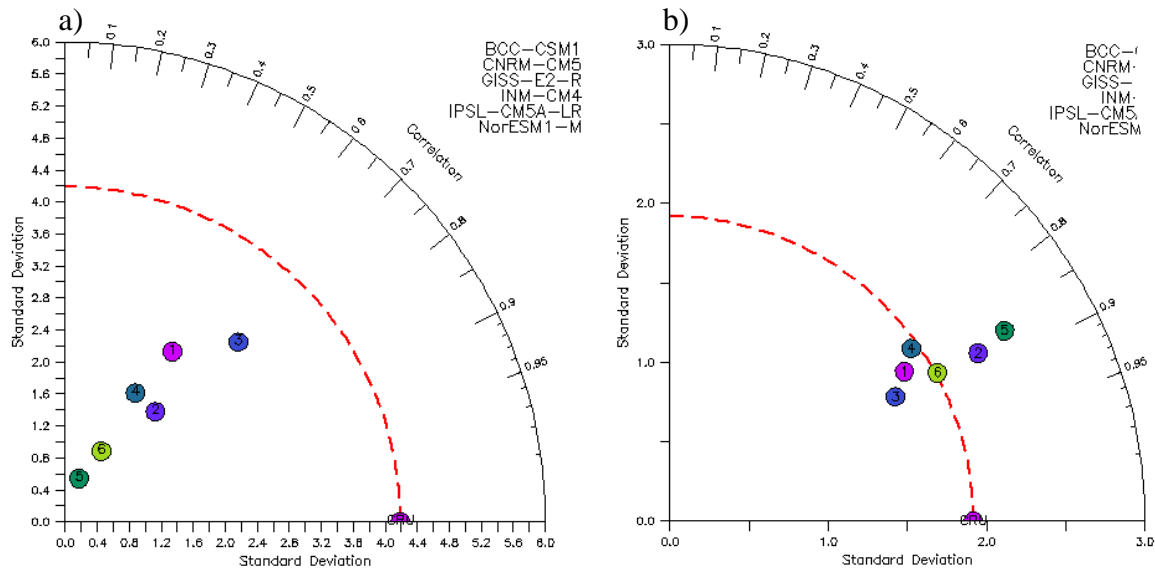 a)
BCC-CSM1
CNRM-CM5
GISS-E2-R
INM-CM4
IPSL-CM5A-LR
NorESM1-M
Correlation
0.1
0.2
0.3
0.4
0.5
0.6
0.7
0.8
0.9
0.95
Standard Deviation
6.0
5.6
5.2
4.8
4.4
4.0
3.6
3.2
2.8
2.4
2.0
1.6
1.2
0.8
0.4
0.0
1
3
4
2
6
5
CRU
0.0 0.4 0.8 1.2 1.6 2.0 2.4 2.8 3.2 3.6 4.0 4.4 4.8 5.2 5.6 6.0
Standard Deviation
b)
BCC-
CNRM-
GISS-
INM-
IPSL-CM5
NorESM
Correlation
0.1
0.2
0.3
0.4
0.5
0.6
0.7
0.8
0.9
0.95
Standard Deviation
3.0
2.0
1.0
0.0
5
4
2
1
6
3
CRU
1.0 2.0 3.0
Standard Deviation